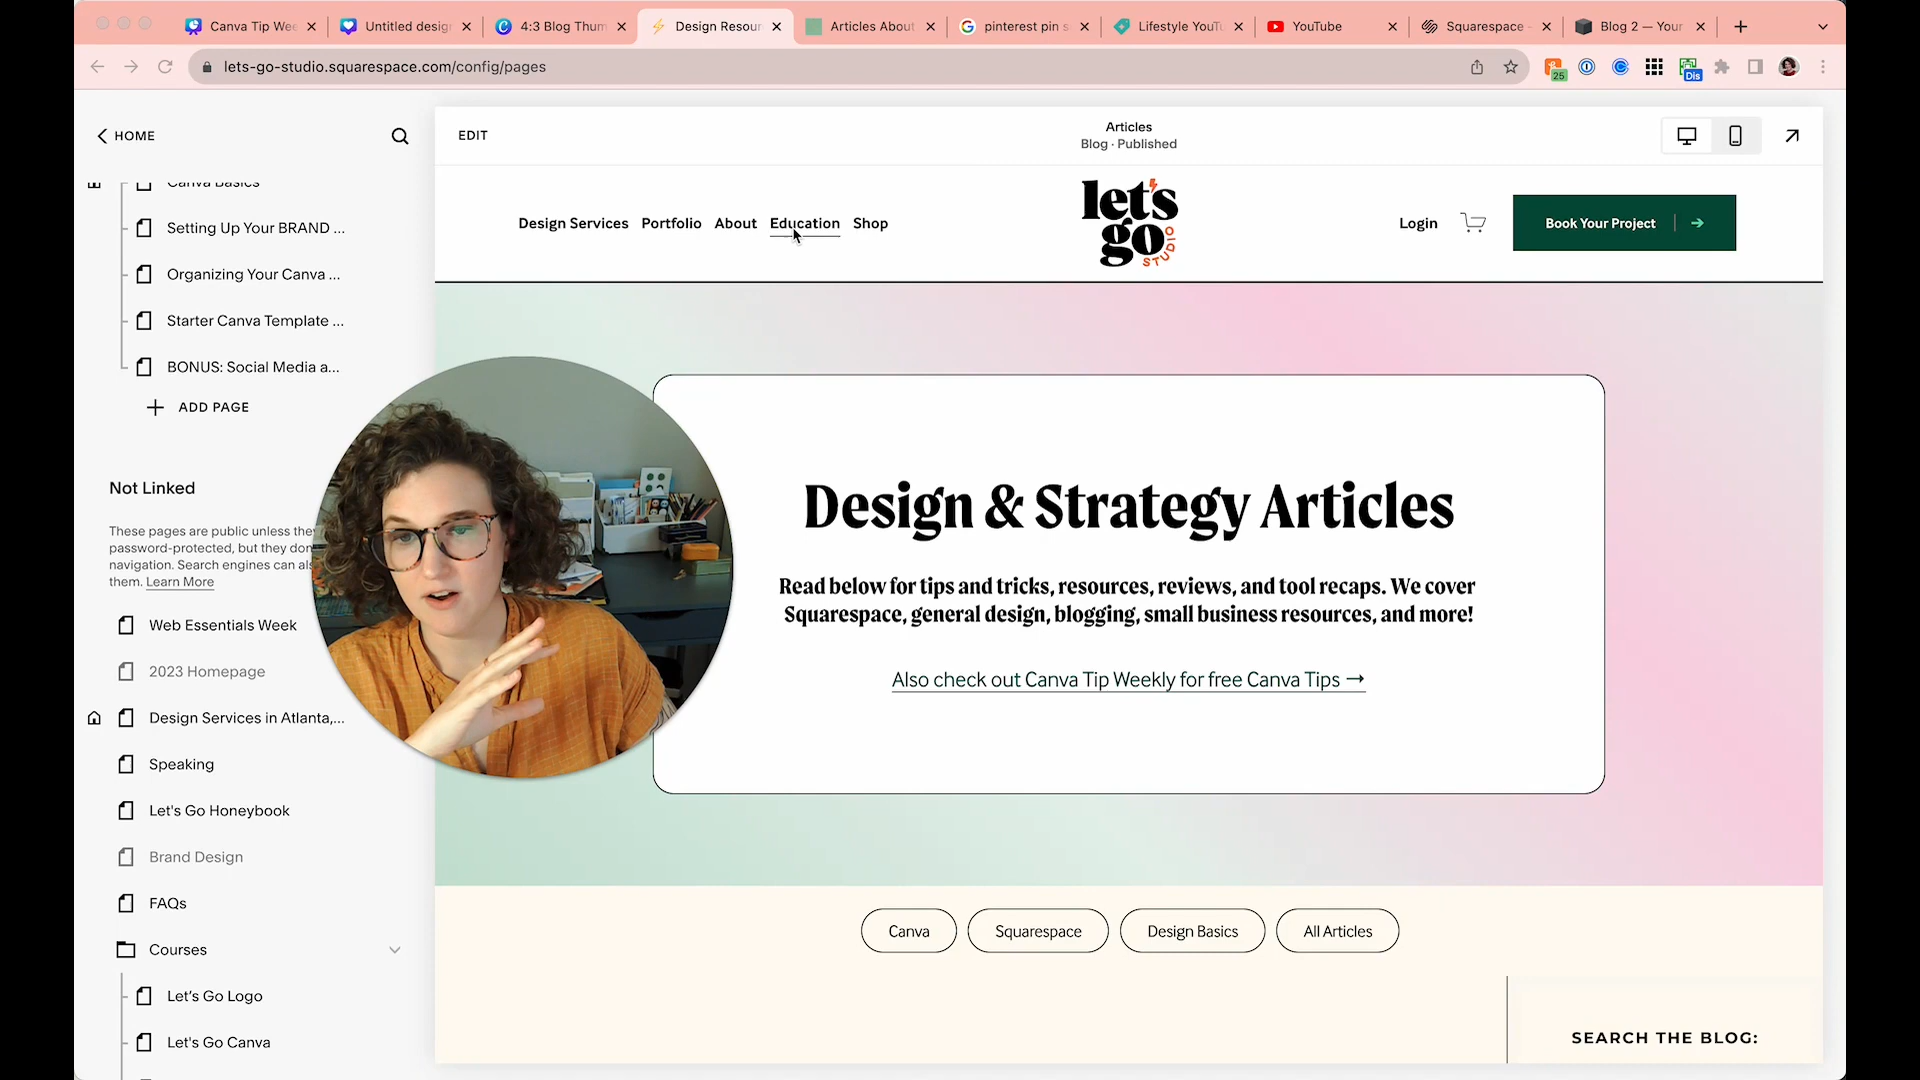 Canva Tip Wee
Untitled desig
4:3 Blog Thum
Design Resour
Articles About
pinterest pin s
Lifestyle YouTu
YouTube
Squarespace -
Blog 2 — Your
lets-go-studio.squarespace.com/config/pages
25
Dis
HOME
EDIT
Articles
Blog · Published
Canva Basics
Setting Up Your BRAND ...
Organizing Your Canva ...
Starter Canva Template ...
BONUS: Social Media a...
ADD PAGE
Not Linked
These pages are public unless they
password-protected, but they don
navigation. Search engines can als
them. Learn More
Web Essentials Week
2023 Homepage
Design Services in Atlanta,...
Speaking
Let's Go Honeybook
Brand Design
FAQs
Courses
Let's Go Logo
Let's Go Canva
Design Services Portfolio About Education Shop
let's
go
STUDIO
Login
Book Your Project →
Design & Strategy Articles
Read below for tips and tricks, resources, reviews, and tool recaps. We cover
Squarespace, general design, blogging, small business resources, and more!
Also check out Canva Tip Weekly for free Canva Tips →
Canva
Squarespace
Design Basics
All Articles
SEARCH THE BLOG: